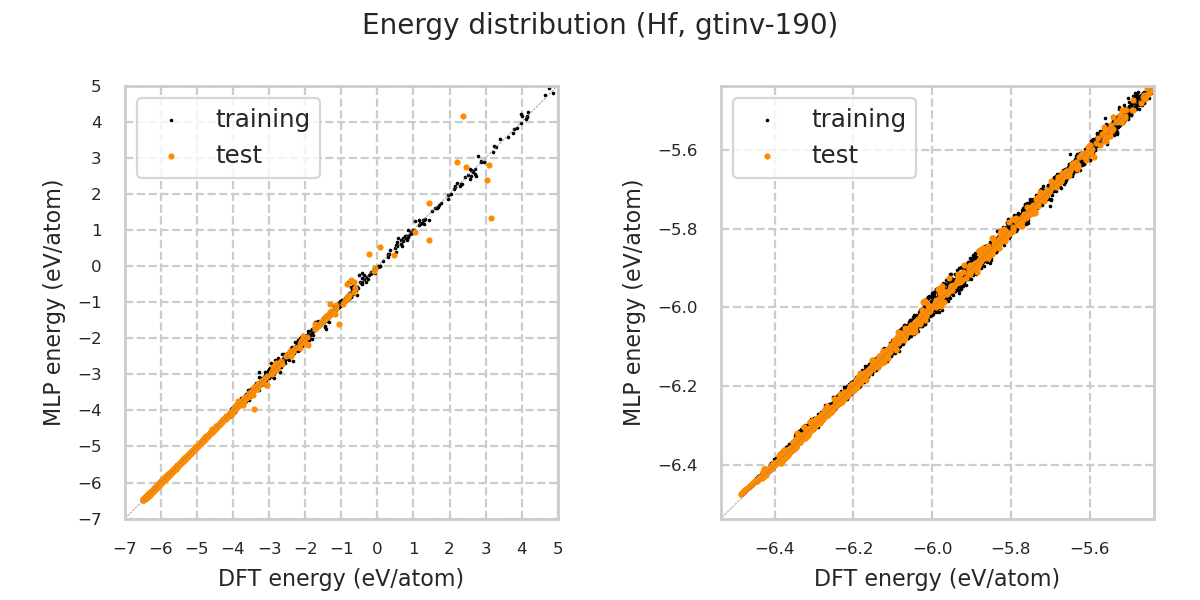 Energy distribution (Hf, gtinv-190)
MLP energy (eV/atom)
5
4
3
2
1
0
−1
−2
−3
−4
−5
−6
−7
training
test
−7 −6 −5 −4 −3 −2 −1 0 1 2 3 4 5
DFT energy (eV/atom)
MLP energy (eV/atom)
−5.6
−5.8
−6.0
−6.2
−6.4
training
test
−6.4 −6.2 −6.0 −5.8 −5.6
DFT energy (eV/atom)